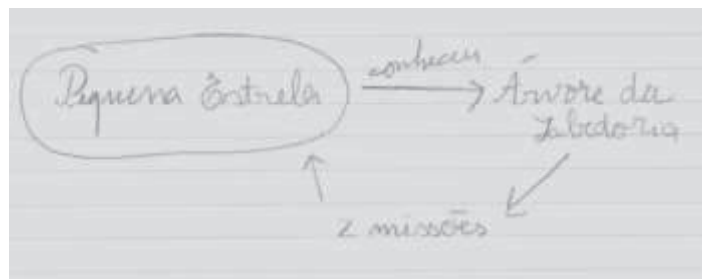 Pequena Estrela
conheceu
Árvore da
Sabedoria
2 missões